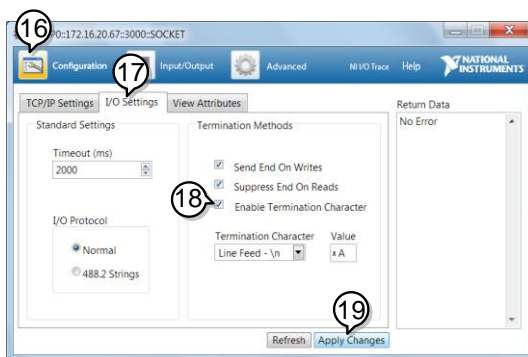 16
P0::172.16.20.67::3000::SOCKET
Configuration
17
Input/Output
Advanced
NI I/O Trace
Help
NATIONAL
INSTRUMENTS
TCP/IP Settings
I/O Settings
View Attributes
Return Data
No Error
Standard Settings
Timeout (ms)
2000
I/O Protocol
Normal
488.2 Strings
Termination Methods
Send End On Writes
Suppress End On Reads
18
Enable Termination Character
Termination Character
Value
Line Feed - \n
x A
19
Refresh
Apply Changes